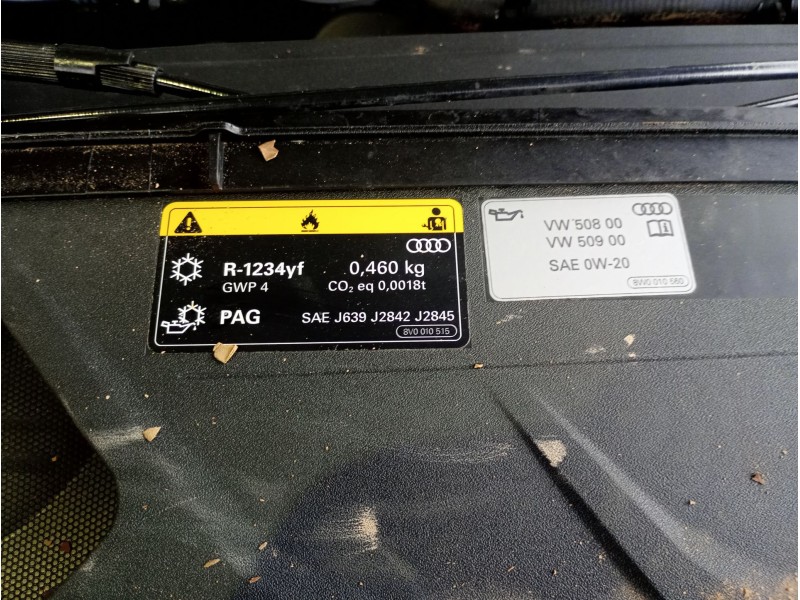 R-1234yf 0,460 kg
GWP 4 CO₂ eq 0,0018t
PAG SAE J639 J2842 J2845
8V0 010 515
VW 508 00
VW 509 00
SAE 0W-20
8W0 010 560